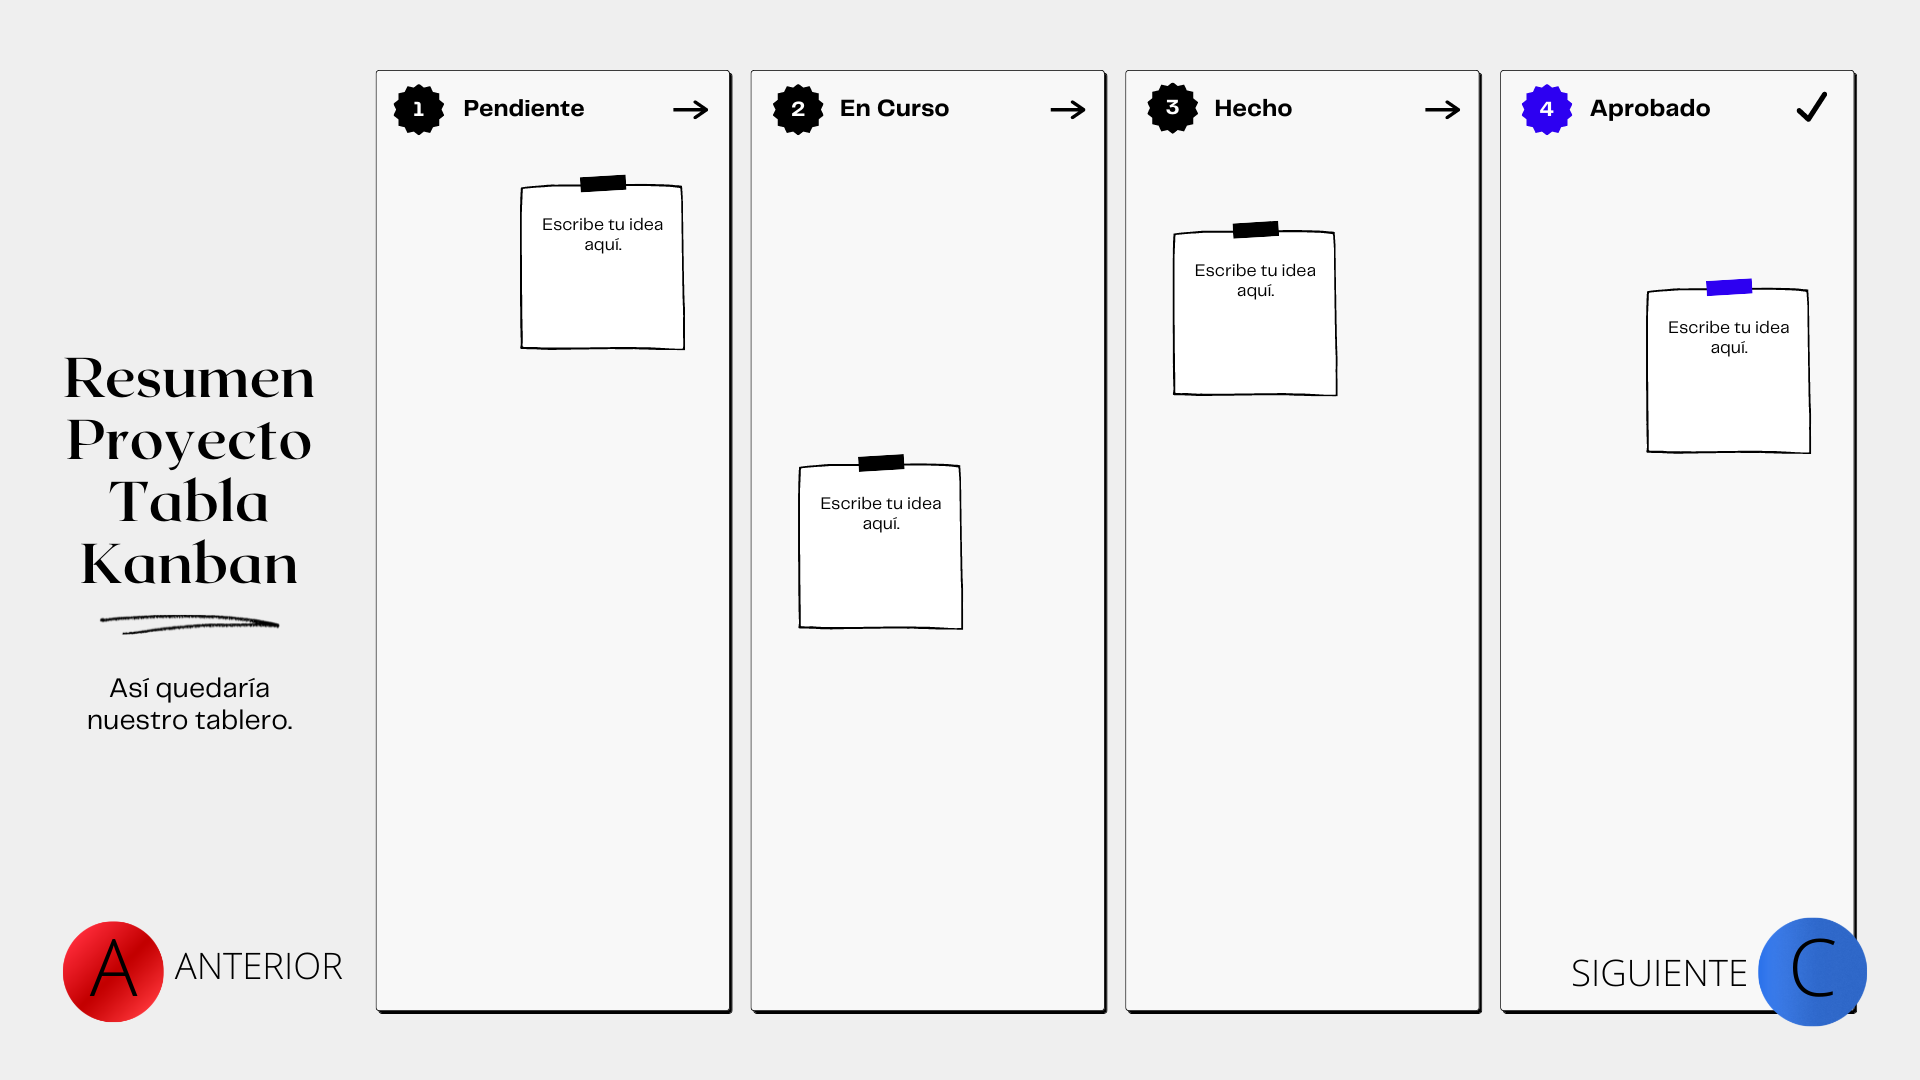 Resumen
Proyecto
Tabla
Kanban
Así quedaría
nuestro tablero.
1 Pendiente
Escribe tu idea
aquí.
2 En Curso
Escribe tu idea
aquí.
3 Hecho
Escribe tu idea
aquí.
4 Aprobado
Escribe tu idea
aquí.
A ANTERIOR
SIGUIENTE C